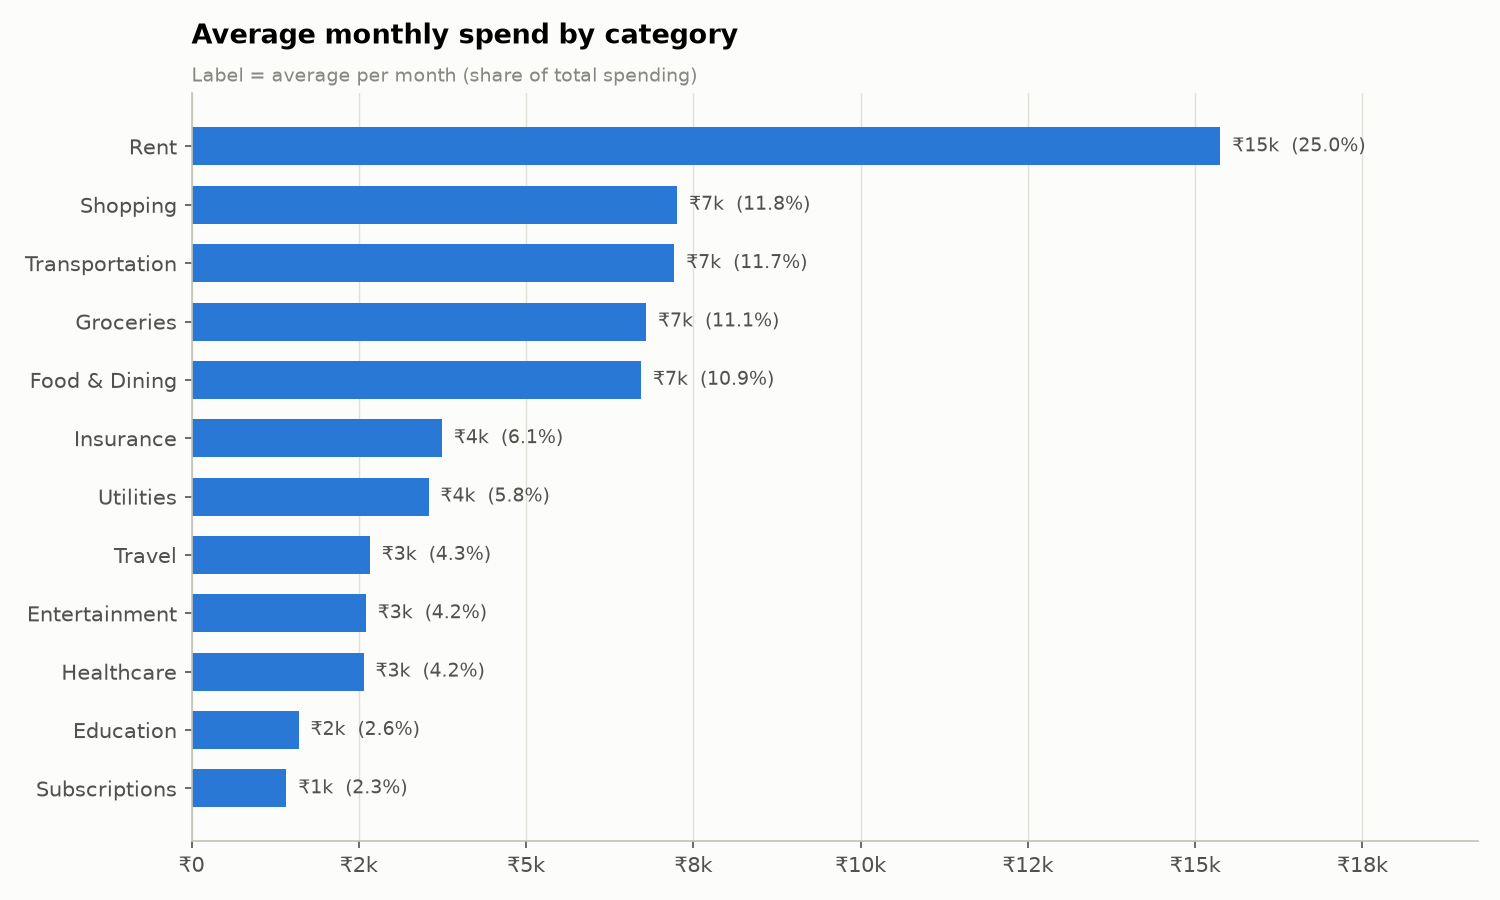 Average monthly spend by category
Label = average per month (share of total spending)
Rent ₹15k (25.0%)
Shopping ₹7k (11.8%)
Transportation ₹7k (11.7%)
Groceries ₹7k (11.1%)
Food & Dining ₹7k (10.9%)
Insurance ₹4k (6.1%)
Utilities ₹4k (5.8%)
Travel ₹3k (4.3%)
Entertainment ₹3k (4.2%)
Healthcare ₹3k (4.2%)
Education ₹2k (2.6%)
Subscriptions ₹1k (2.3%)
₹0 ₹2k ₹5k ₹8k ₹10k ₹12k ₹15k ₹18k